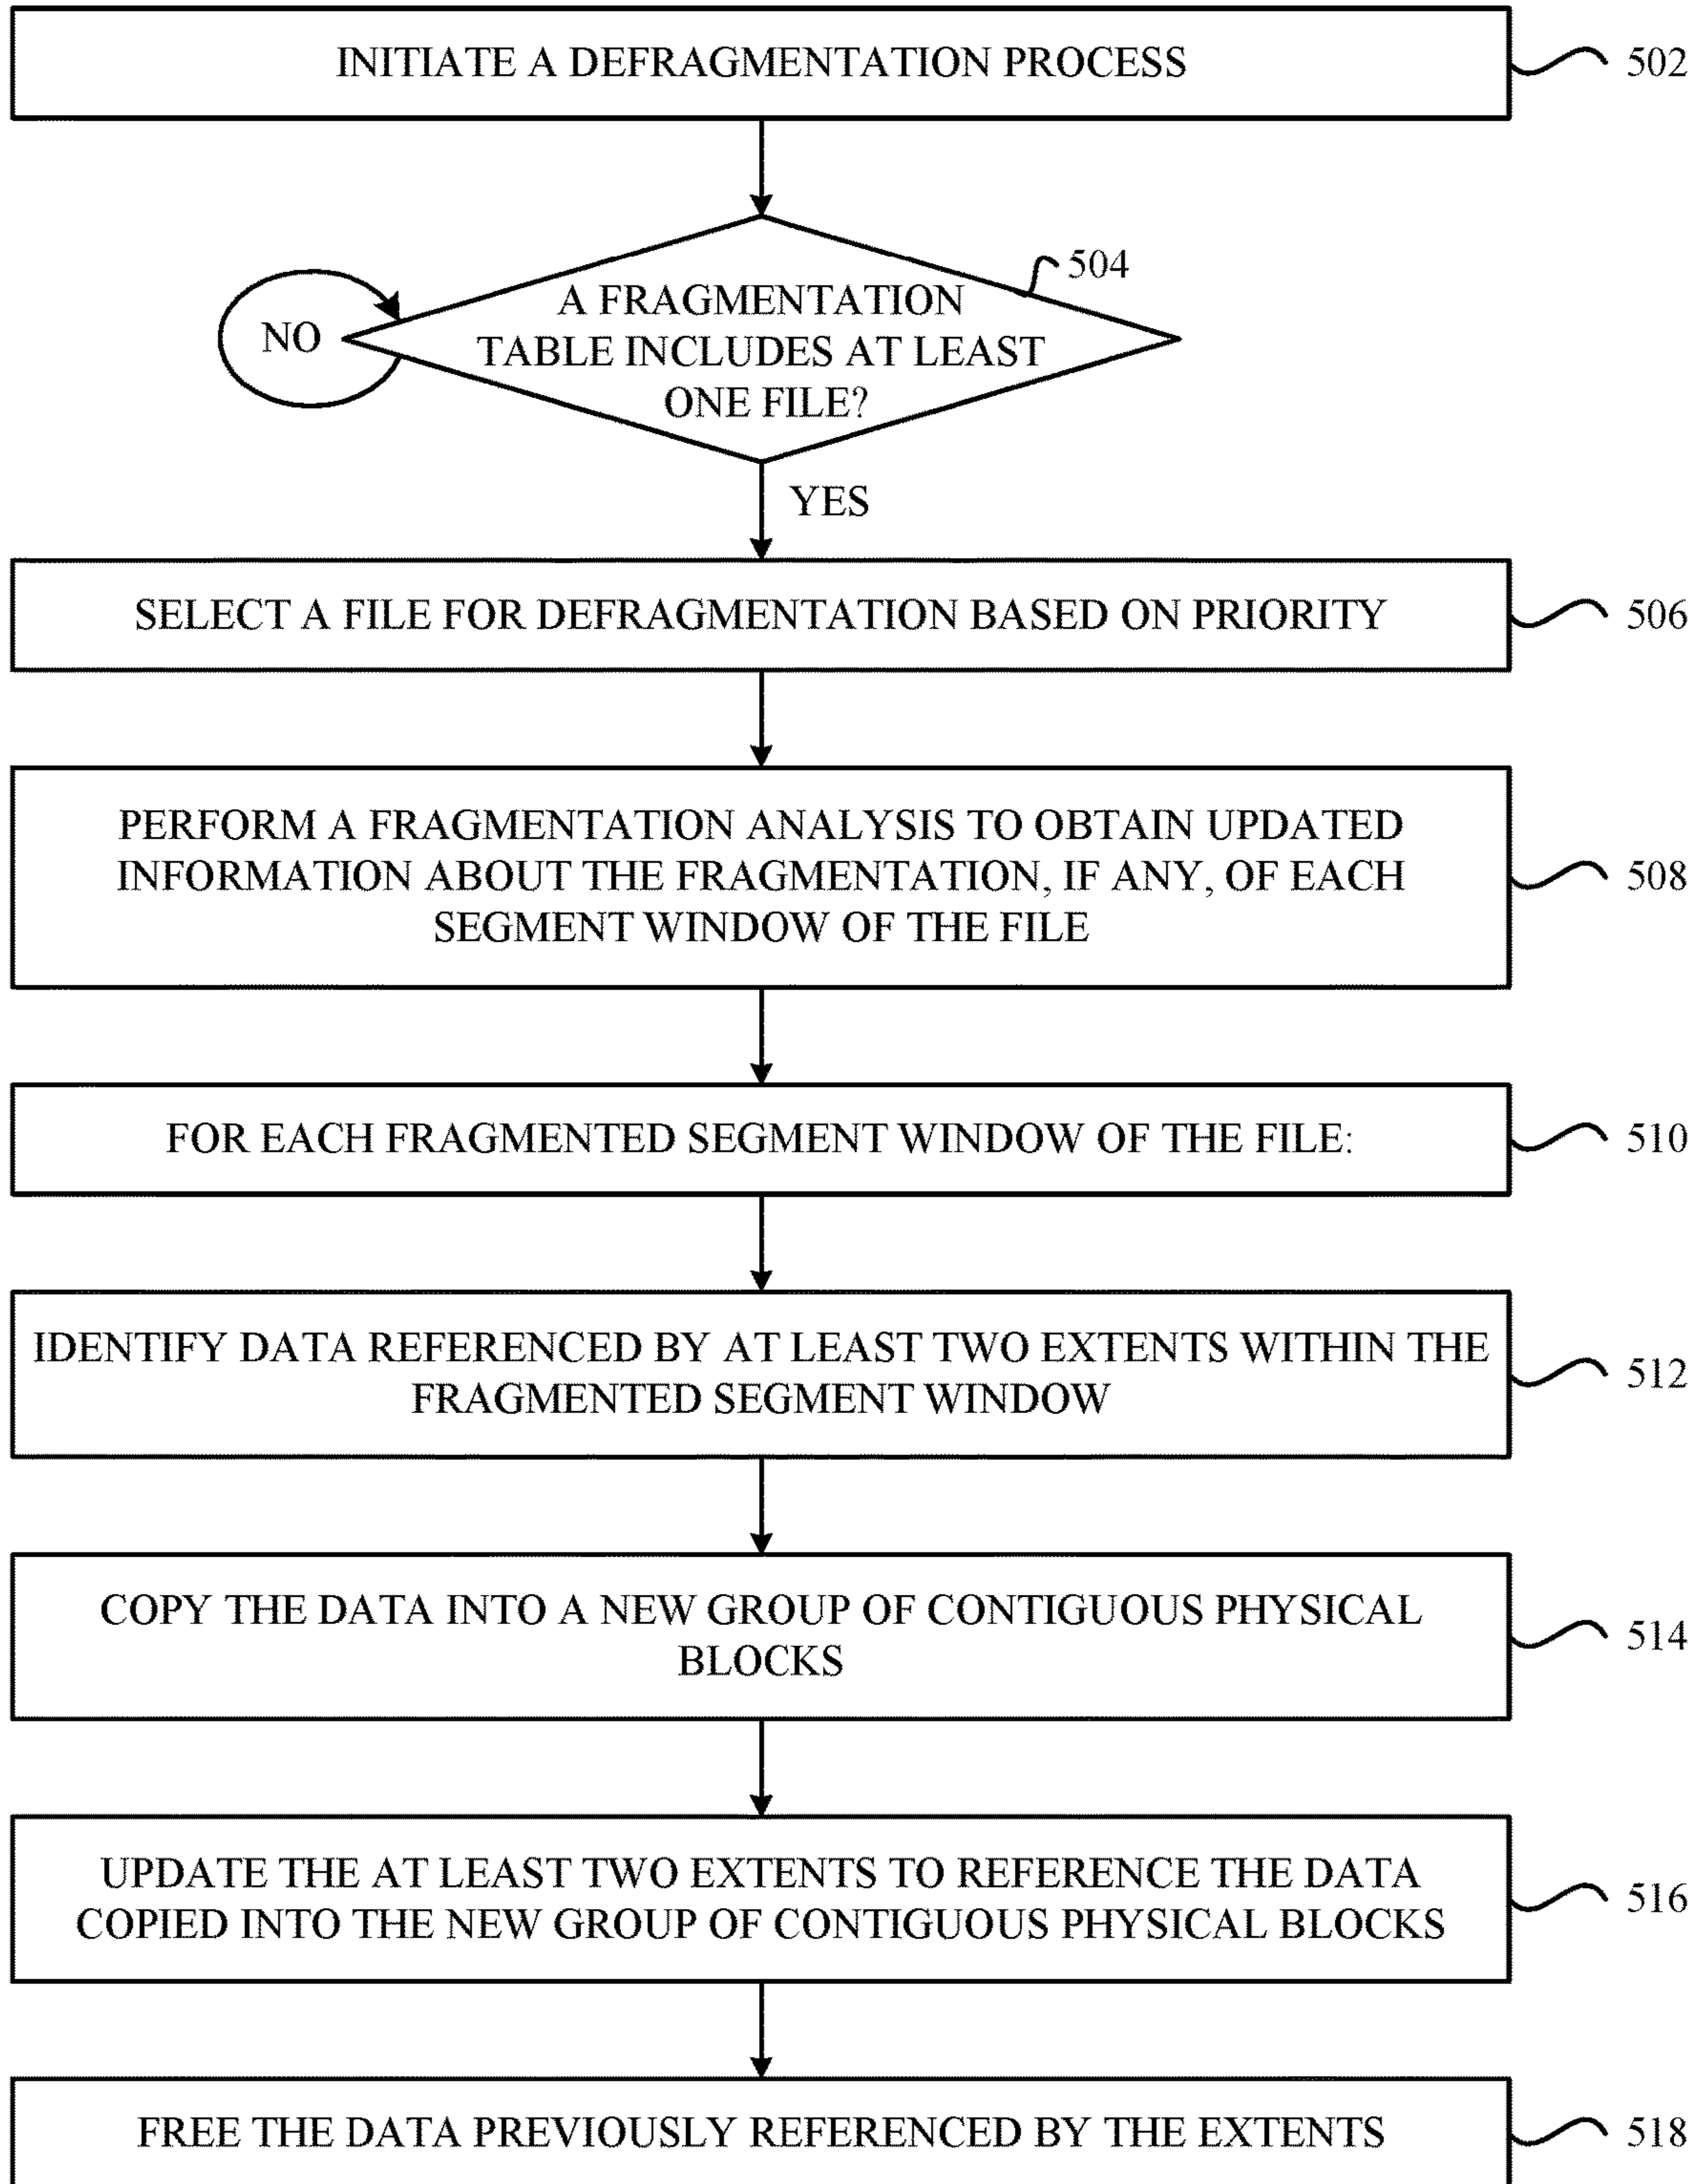 INITIATE A DEFRAGMENTATION PROCESS
502
504
A FRAGMENTATION
TABLE INCLUDES AT LEAST
ONE FILE?
NO
YES
SELECT A FILE FOR DEFRAGMENTATION BASED ON PRIORITY
506
PERFORM A FRAGMENTATION ANALYSIS TO OBTAIN UPDATED
INFORMATION ABOUT THE FRAGMENTATION, IF ANY, OF EACH
SEGMENT WINDOW OF THE FILE
508
FOR EACH FRAGMENTED SEGMENT WINDOW OF THE FILE:
510
IDENTIFY DATA REFERENCED BY AT LEAST TWO EXTENTS WITHIN THE
FRAGMENTED SEGMENT WINDOW
512
COPY THE DATA INTO A NEW GROUP OF CONTIGUOUS PHYSICAL
BLOCKS
514
UPDATE THE AT LEAST TWO EXTENTS TO REFERENCE THE DATA
COPIED INTO THE NEW GROUP OF CONTIGUOUS PHYSICAL BLOCKS
516
FREE THE DATA PREVIOUSLY REFERENCED BY THE EXTENTS
518